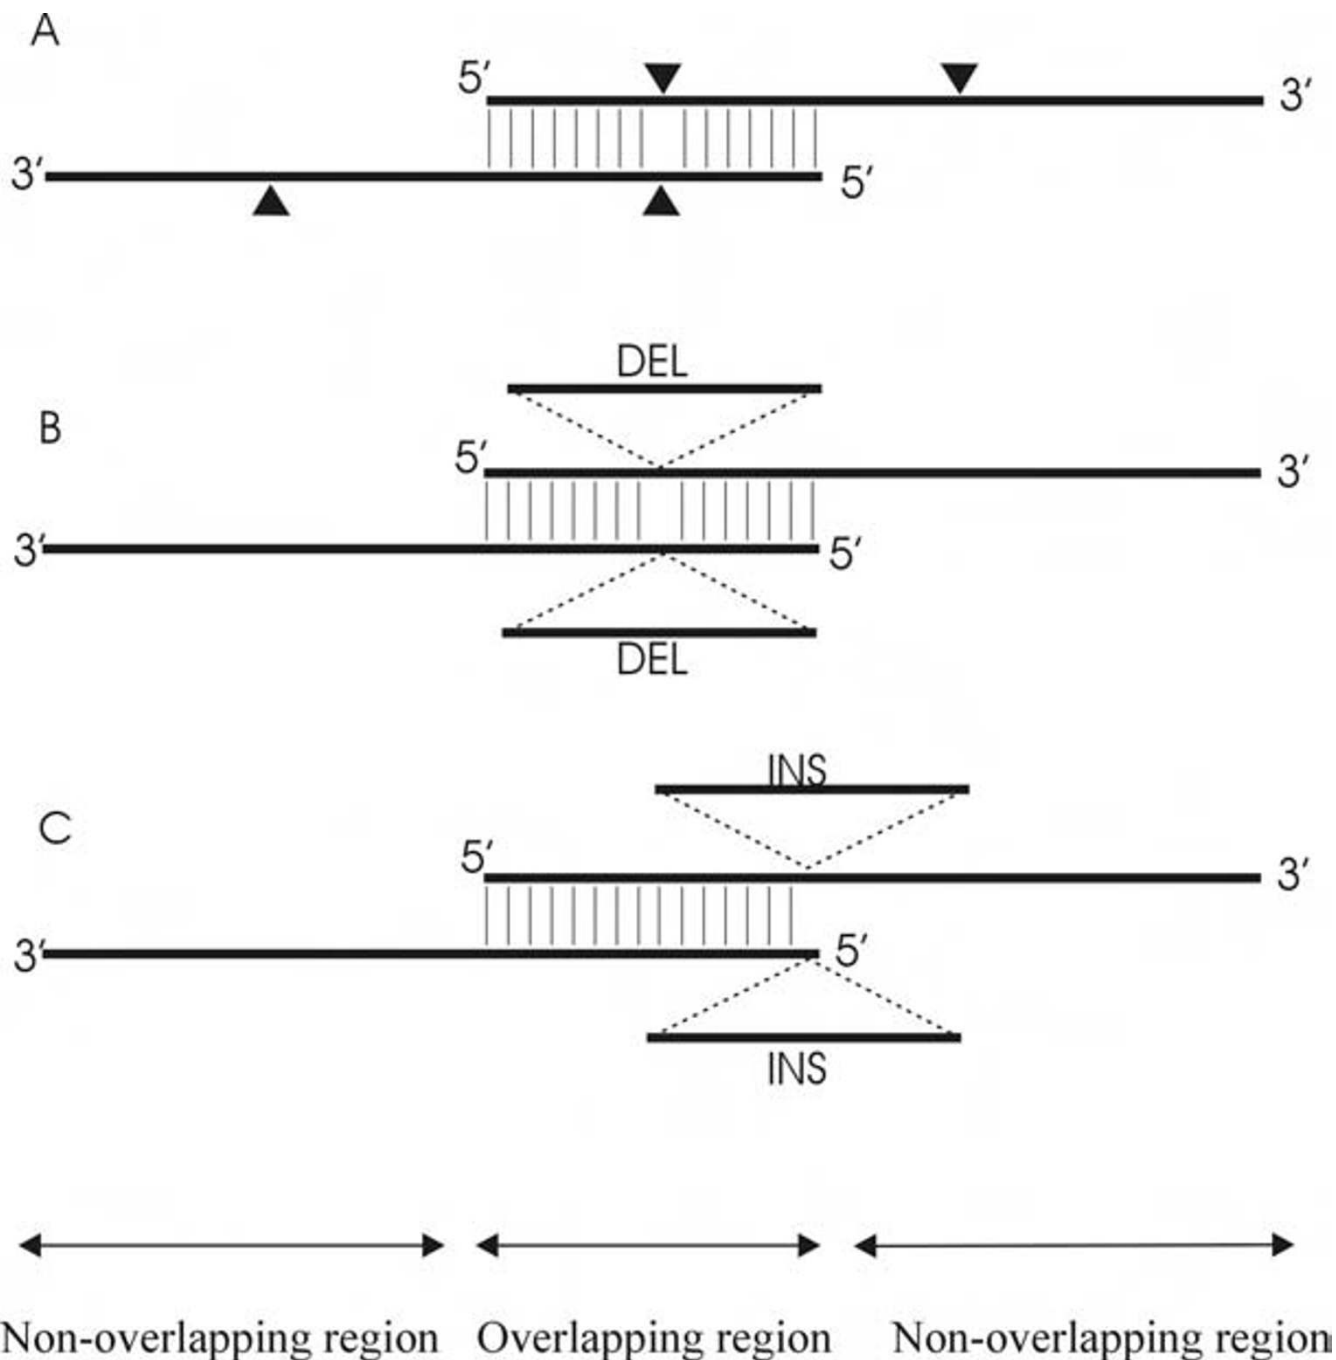 A
5′
3′
3′
5′
DEL
B
5′
3′
3′
5′
DEL
INS
C
5′
3′
3′
5′
INS
Non-overlapping region Overlapping region Non-overlapping region